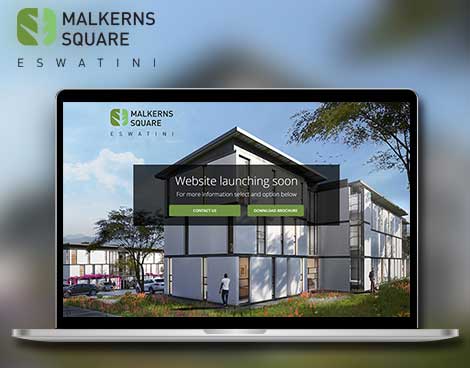 MALKERNS
SQUARE
ESWATINI
MALKERNS
SQUARE
ESWATINI
Website launching soon
For more information select and option below
CONTACT US
DOWNLOAD BROCHURE